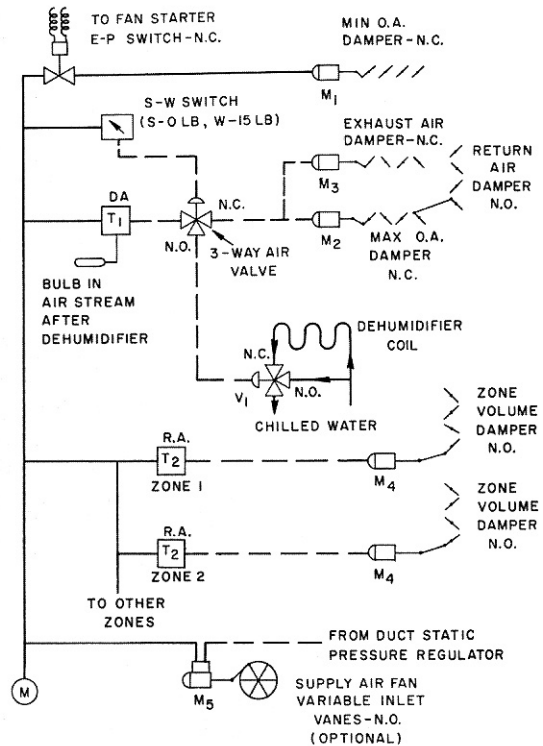 TO FAN STARTER
E-P SWITCH-N.C.
MIN O.A.
DAMPER-N.C.
M1
S-W SWITCH
(S-0 LB, W-15 LB)
EXHAUST AIR
DAMPER-N.C.
RETURN
AIR
DAMPER
N.O.
M3
DA
T1
N.C.
N.O.
3-WAY AIR
VALVE
M2
MAX O.A.
DAMPER
N.C.
BULB IN
AIR STREAM
AFTER
DEHUMIDIFIER
DEHUMIDIFIER
COIL
N.C.
N.O.
V1
CHILLED WATER
ZONE
VOLUME
DAMPER
N.O.
R.A.
T2
ZONE 1
M4
ZONE
VOLUME
DAMPER
N.O.
R.A.
T2
ZONE 2
M4
TO OTHER
ZONES
FROM DUCT STATIC
PRESSURE REGULATOR
M
M5
SUPPLY AIR FAN
VARIABLE INLET
VANES-N.O.
(OPTIONAL)